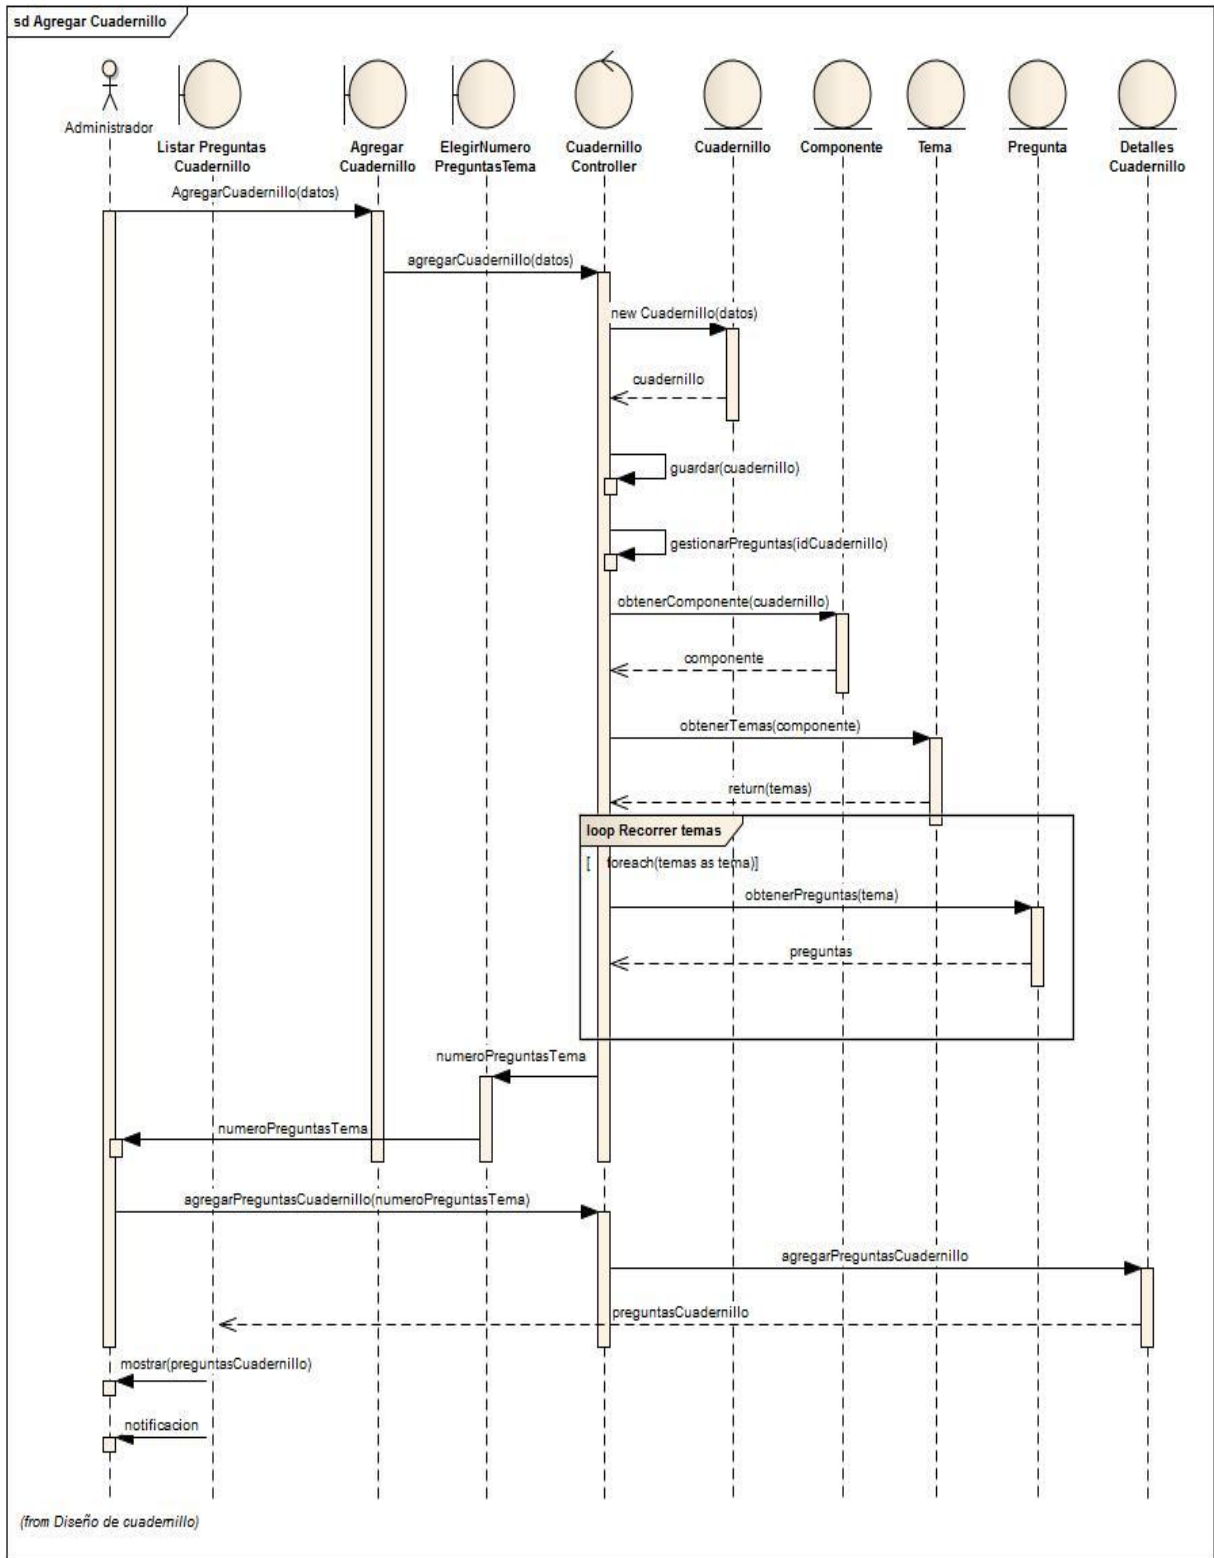 sd Agregar Cuadernillo
Administrador
Listar Preguntas
Cuadernillo
Agregar
Cuadernillo
ElegirNumero
PreguntasTema
Cuadernillo
Controller
Cuadernillo
Componente
Tema
Pregunta
Detalles
Cuadernillo
AgregarCuadernillo(datos)
agregarCuadernillo(datos)
new Cuadernillo(datos)
cuadernillo
guardar(cuadernillo)
gestionarPreguntas(idCuadernillo)
obtenerComponente(cuadernillo)
componente
obtenerTemas(componente)
return(temas)
loop Recorrer temas
[ foreach(temas as tema)]
obtenerPreguntas(tema)
preguntas
numeroPreguntasTema
numeroPreguntasTema
agregarPreguntasCuadernillo(numeroPreguntasTema)
agregarPreguntasCuadernillo
preguntasCuadernillo
mostrar(preguntasCuadernillo)
notificacion
(from Diseño de cuadernillo)